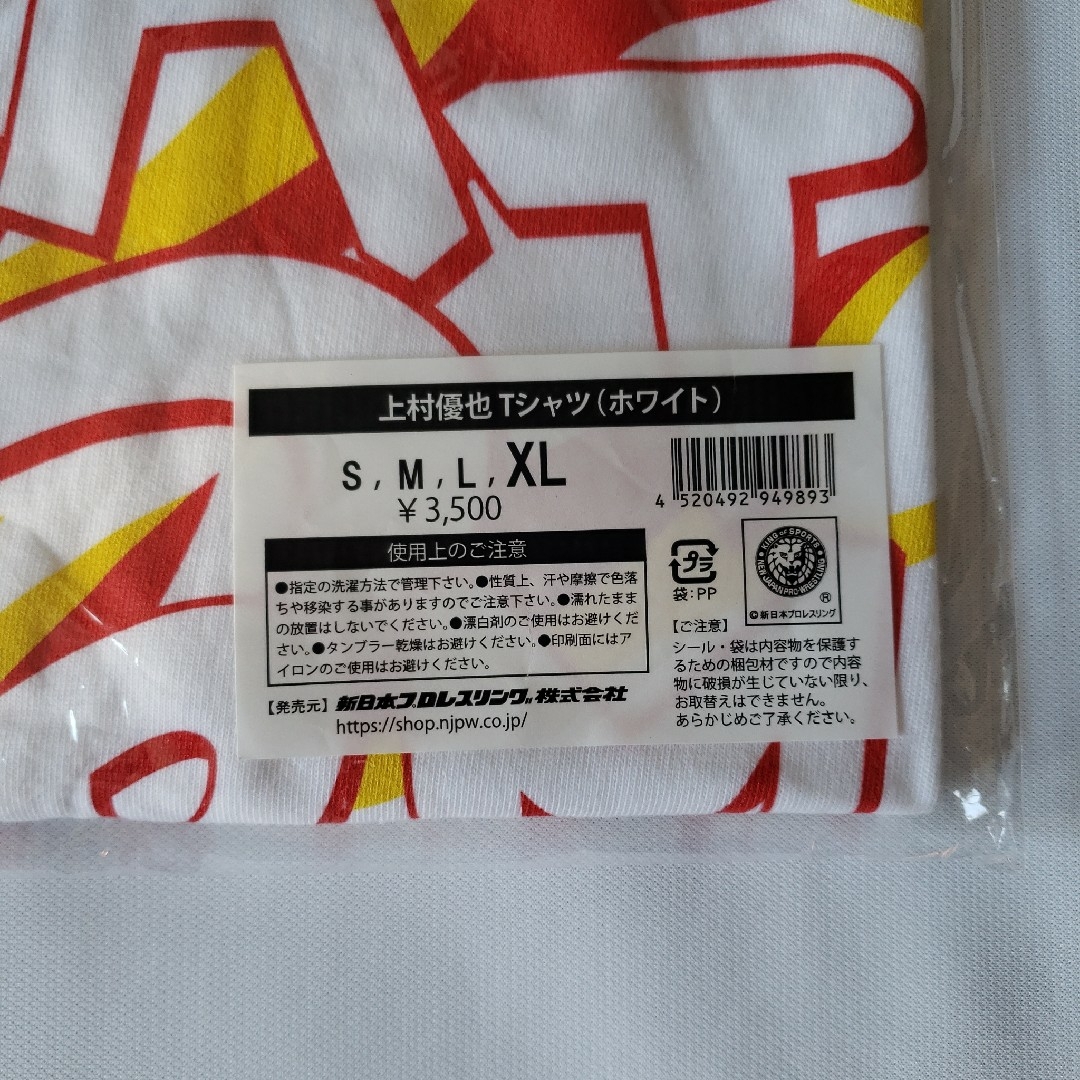 上村優也 Tシャツ(ホワイト)
S, M, L, XL
¥3,500
4 520492 949893
使用上のご注意
●指定の洗濯方法で管理下さい。●性質上、汗や摩擦で色落
ちや移染する事がありますのでご注意下さい。●濡れたまま
の放置はしないでください。●漂白剤のご使用はお避けくだ
さい。●タンブラー乾燥はお避けください。●印刷面にはア
イロンのご使用はお避けください。
プラ
袋:PP
KING OF SPORTS
NEW JAPAN PRO-WRESTLING
®
©新日本プロレスリング
【ご注意】
シール・袋は内容物を保護す
るための梱包材ですので内容
物に破損が生じていない限り、
お取替えはできません。
あらかじめご了承ください。
【発売元】新日本プロレスリング株式会社
https://shop.njpw.co.jp/